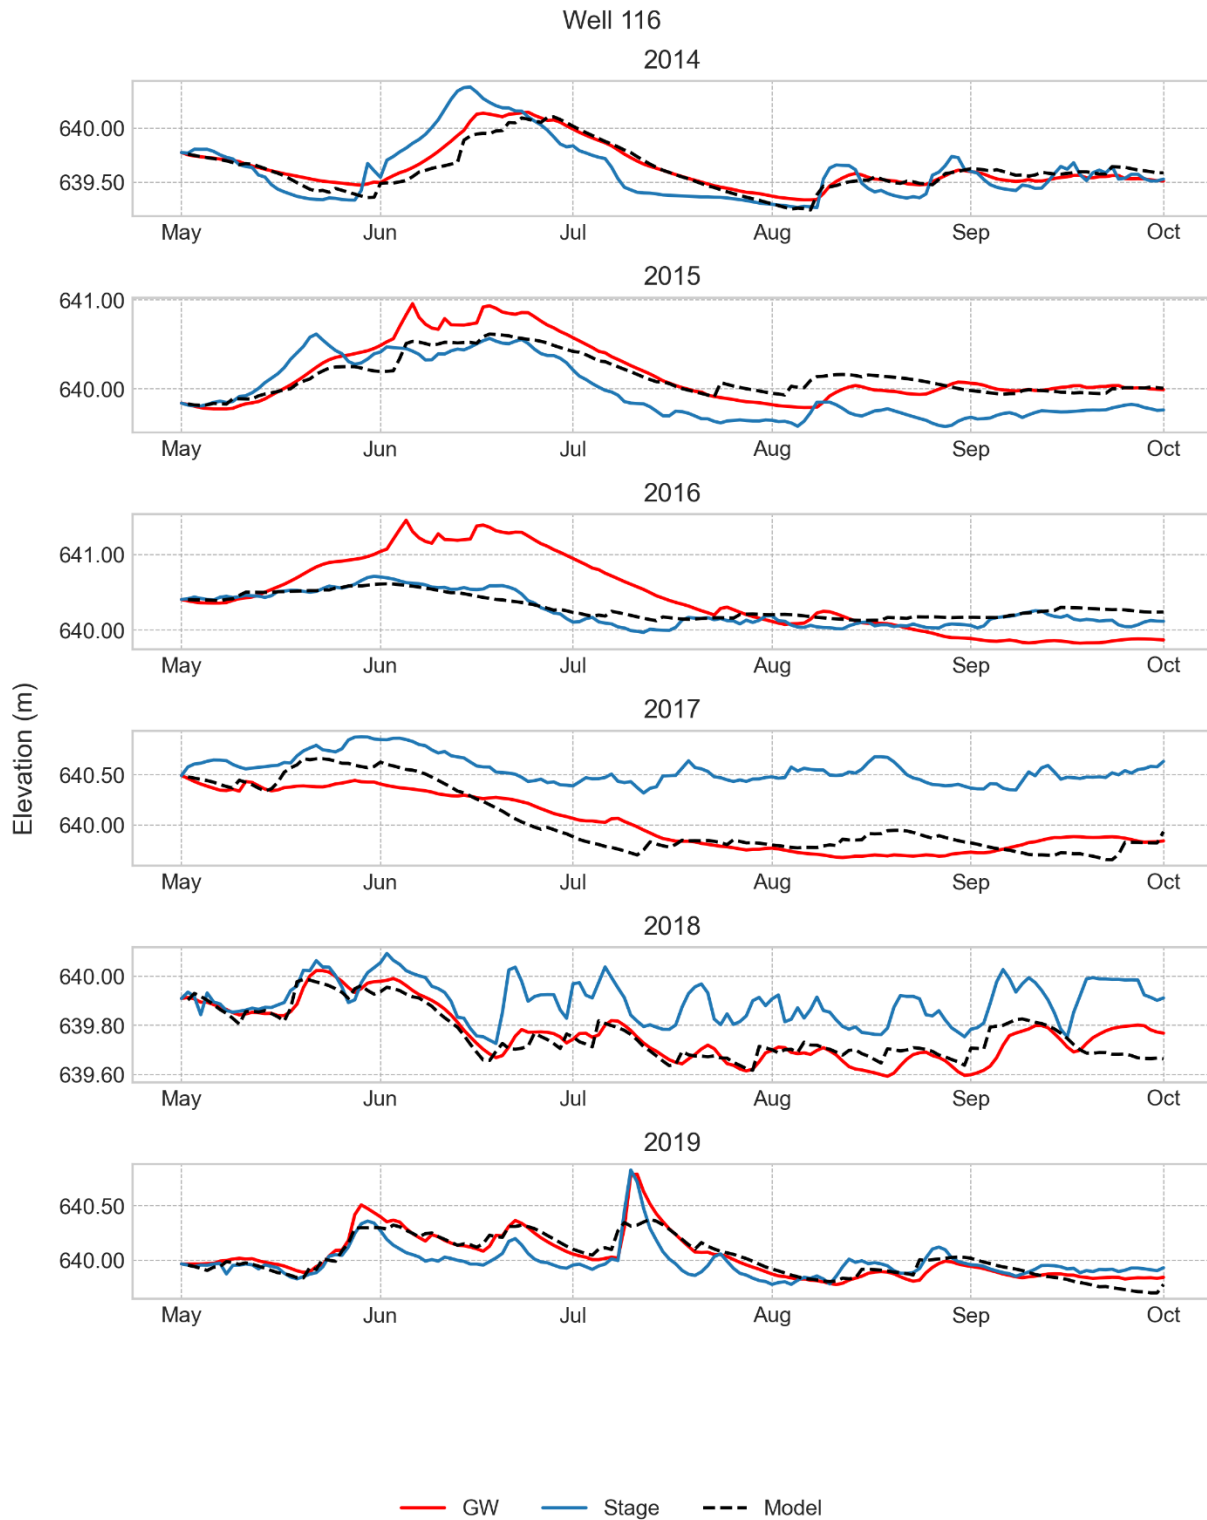 Well 116
2014
640.00
639.50
May Jun Jul Aug Sep Oct
2015
641.00
640.00
May Jun Jul Aug Sep Oct
2016
641.00
640.00
May Jun Jul Aug Sep Oct
Elevation (m)
2017
640.50
640.00
May Jun Jul Aug Sep Oct
2018
640.00
639.80
639.60
May Jun Jul Aug Sep Oct
2019
640.50
640.00
May Jun Jul Aug Sep Oct
GW Stage Model